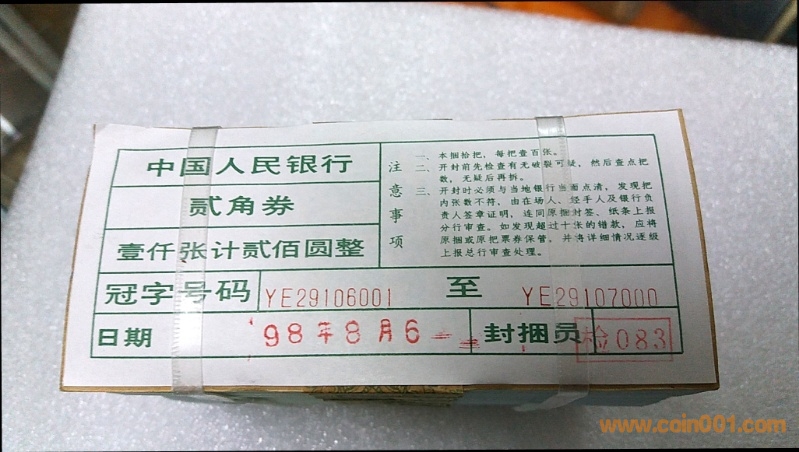 中国人民银行
贰角券
壹仟张计贰佰圆整
注意事项
一、本捆拾把，每把壹百张。
二、开封前先检查有无破裂可疑，然后查点把
数，无疑后再拆。
三、开封时必须与当地银行当面点清，发现把
内张数不符，由在场人、经手人及银行负
责人签章证明，连同原捆封签、纸条上报
分行审查。如发现超过十张的错款，应将
原捆或原把票券保管，并将详细情况逐级
上报总行审查处理。
冠字号码 YE29106001 至 YE29107000
日期 98年8月6 封捆员 检083
www.coin001.com